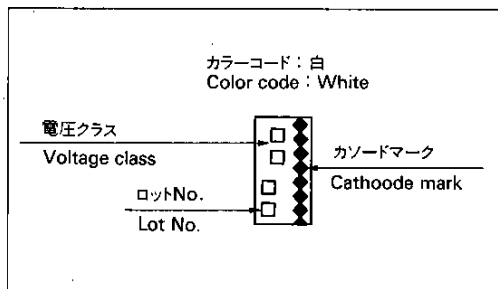 カラーコード：白
Color code : White
電圧クラス
Voltage class
カソードマーク
Cathoode mark
ロットNo.
Lot No.